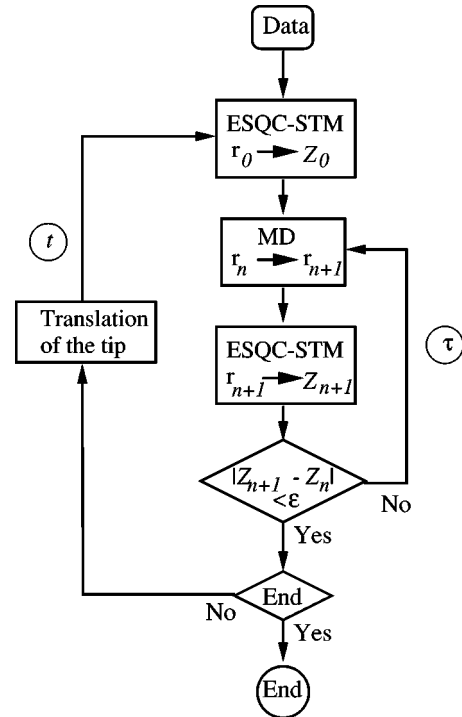 Data
ESQC-STM
r₀ → Z₀
MD
rₙ → rₙ₊₁
t
Translation
of the tip
ESQC-STM
rₙ₊₁ → Zₙ₊₁
τ
|Zₙ₊₁ - Zₙ|
<ε
No
Yes
End
No
Yes
End